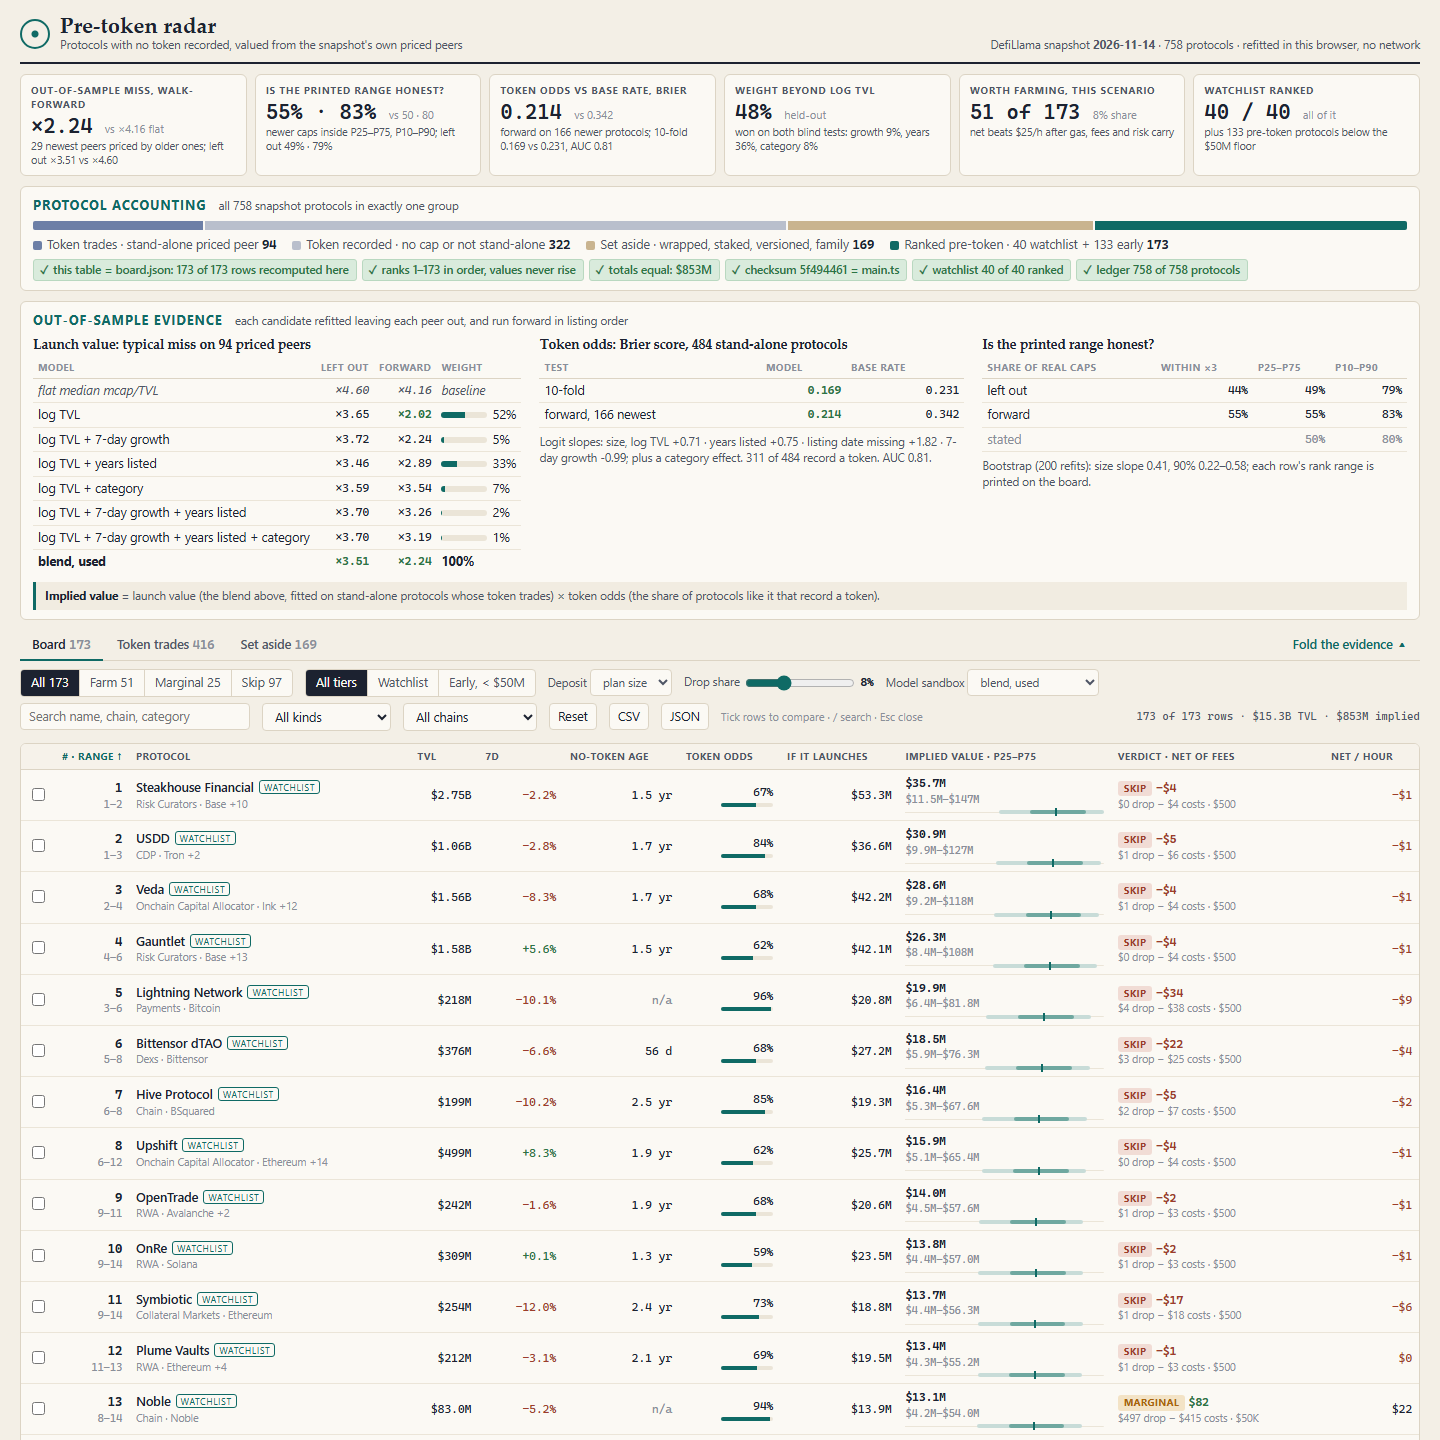 Pre-token radar
Protocols with no token recorded, valued from the snapshot's own priced peers
DefiLlama snapshot 2026-11-14 · 758 protocols · refitted in this browser, no network
OUT-OF-SAMPLE MISS, WALK-FORWARD
×2.24 vs ×4.16 flat
29 newest peers priced by older ones; left out ×3.51 vs ×4.60
IS THE PRINTED RANGE HONEST?
55% · 83% vs 50 · 80
newer caps inside P25–P75, P10–P90; left out 49% · 79%
TOKEN ODDS VS BASE RATE, BRIER
0.214 vs 0.342
forward on 166 newer protocols; 10-fold 0.169 vs 0.231, AUC 0.81
WEIGHT BEYOND LOG TVL
48% held-out
won on both blind tests: growth 9%, years 36%, category 8%
WORTH FARMING, THIS SCENARIO
51 of 173 8% share
net beats $25/h after gas, fees and risk carry
WATCHLIST RANKED
40 / 40 all of it
plus 133 pre-token protocols below the $50M floor
PROTOCOL ACCOUNTING all 758 snapshot protocols in exactly one group
Token trades · stand-alone priced peer 94 Token recorded · no cap or not stand-alone 322 Set aside · wrapped, staked, versioned, family 169 Ranked pre-token · 40 watchlist + 133 early 173
✓ this table = board.json: 173 of 173 rows recomputed here ✓ ranks 1–173 in order, values never rise ✓ totals equal: $853M ✓ checksum 5f494461 = main.ts ✓ watchlist 40 of 40 ranked ✓ ledger 758 of 758 protocols
OUT-OF-SAMPLE EVIDENCE each candidate refitted leaving each peer out, and run forward in listing order
Launch value: typical miss on 94 priced peers
MODEL LEFT OUT FORWARD WEIGHT
flat median mcap/TVL ×4.60 ×4.16 baseline
log TVL ×3.65 ×2.02 52%
log TVL + 7-day growth ×3.72 ×2.24 5%
log TVL + years listed ×3.46 ×2.89 33%
log TVL + category ×3.59 ×3.54 7%
log TVL + 7-day growth + years listed ×3.70 ×3.26 2%
log TVL + 7-day growth + years listed + category ×3.70 ×3.19 1%
blend, used ×3.51 ×2.24 100%
Token odds: Brier score, 484 stand-alone protocols
TEST MODEL BASE RATE
10-fold 0.169 0.231
forward, 166 newest 0.214 0.342
Logit slopes: size, log TVL +0.71 · years listed +0.75 · listing date missing +1.82 · 7-
day growth -0.99; plus a category effect. 311 of 484 record a token. AUC 0.81.
Is the printed range honest?
SHARE OF REAL CAPS WITHIN ×3 P25–P75 P10–P90
left out 44% 49% 79%
forward 55% 55% 83%
stated 50% 80%
Bootstrap (200 refits): size slope 0.41, 90% 0.22–0.58; each row's rank range is
printed on the board.
Implied value = launch value (the blend above, fitted on stand-alone protocols whose token trades) × token odds (the share of protocols like it that record a token).
Board 173 Token trades 416 Set aside 169 Fold the evidence ▲
All 173 Farm 51 Marginal 25 Skip 97 All tiers Watchlist Early, < $50M Deposit plan size Drop share 8% Model sandbox blend, used
Search name, chain, category All kinds All chains Reset CSV JSON Tick rows to compare · / search · Esc close 173 of 173 rows · $15.3B TVL · $853M implied
# · RANGE ↑ PROTOCOL TVL 7D NO-TOKEN AGE TOKEN ODDS IF IT LAUNCHES IMPLIED VALUE · P25–P75 VERDICT · NET OF FEES NET / HOUR
1 Steakhouse Financial WATCHLIST $2.75B −2.2% 1.5 yr 67% $53.3M $35.7M SKIP −$4 −$1
1–2 Risk Curators · Base +10 $11.5M–$147M $0 drop − $4 costs · $500
2 USDD WATCHLIST $1.06B −2.8% 1.7 yr 84% $36.6M $30.9M SKIP −$5 −$1
1–3 CDP · Tron +2 $9.9M–$127M $1 drop − $6 costs · $500
3 Veda WATCHLIST $1.56B −8.3% 1.7 yr 68% $42.2M $28.6M SKIP −$4 −$1
2–4 Onchain Capital Allocator · Ink +12 $9.2M–$118M $1 drop − $4 costs · $500
4 Gauntlet WATCHLIST $1.58B +5.6% 1.5 yr 62% $42.1M $26.3M SKIP −$4 −$1
4–6 Risk Curators · Base +13 $8.4M–$108M $0 drop − $4 costs · $500
5 Lightning Network WATCHLIST $218M −10.1% n/a 96% $20.8M $19.9M SKIP −$34 −$9
3–6 Payments · Bitcoin $6.4M–$81.8M $4 drop − $38 costs · $500
6 Bittensor dTAO WATCHLIST $376M −6.6% 56 d 68% $27.2M $18.5M SKIP −$22 −$4
5–8 Dexs · Bittensor $5.9M–$76.3M $3 drop − $25 costs · $500
7 Hive Protocol WATCHLIST $199M −10.2% 2.5 yr 85% $19.3M $16.4M SKIP −$5 −$2
6–8 Chain · BSquared $5.3M–$67.6M $2 drop − $7 costs · $500
8 Upshift WATCHLIST $499M +8.3% 1.9 yr 62% $25.7M $15.9M SKIP −$4 −$1
6–12 Onchain Capital Allocator · Ethereum +14 $5.1M–$65.4M $0 drop − $4 costs · $500
9 OpenTrade WATCHLIST $242M −1.6% 1.9 yr 68% $20.6M $14.0M SKIP −$2 −$1
9–11 RWA · Avalanche +2 $4.5M–$57.6M $1 drop − $3 costs · $500
10 OnRe WATCHLIST $309M +0.1% 1.3 yr 59% $23.5M $13.8M SKIP −$2 −$1
9–14 RWA · Solana $4.4M–$57.0M $1 drop − $3 costs · $500
11 Symbiotic WATCHLIST $254M −12.0% 2.4 yr 73% $18.8M $13.7M SKIP −$17 −$6
9–14 Collateral Markets · Ethereum $4.4M–$56.3M $1 drop − $18 costs · $500
12 Plume Vaults WATCHLIST $212M −3.1% 2.1 yr 69% $19.5M $13.4M SKIP −$1 $0
11–13 RWA · Ethereum +4 $4.3M–$55.2M $1 drop − $3 costs · $500
13 Noble WATCHLIST $83.0M −5.2% n/a 94% $13.9M $13.1M MARGINAL $82 $22
8–14 Chain · Noble $4.2M–$54.0M $497 drop − $415 costs · $50K